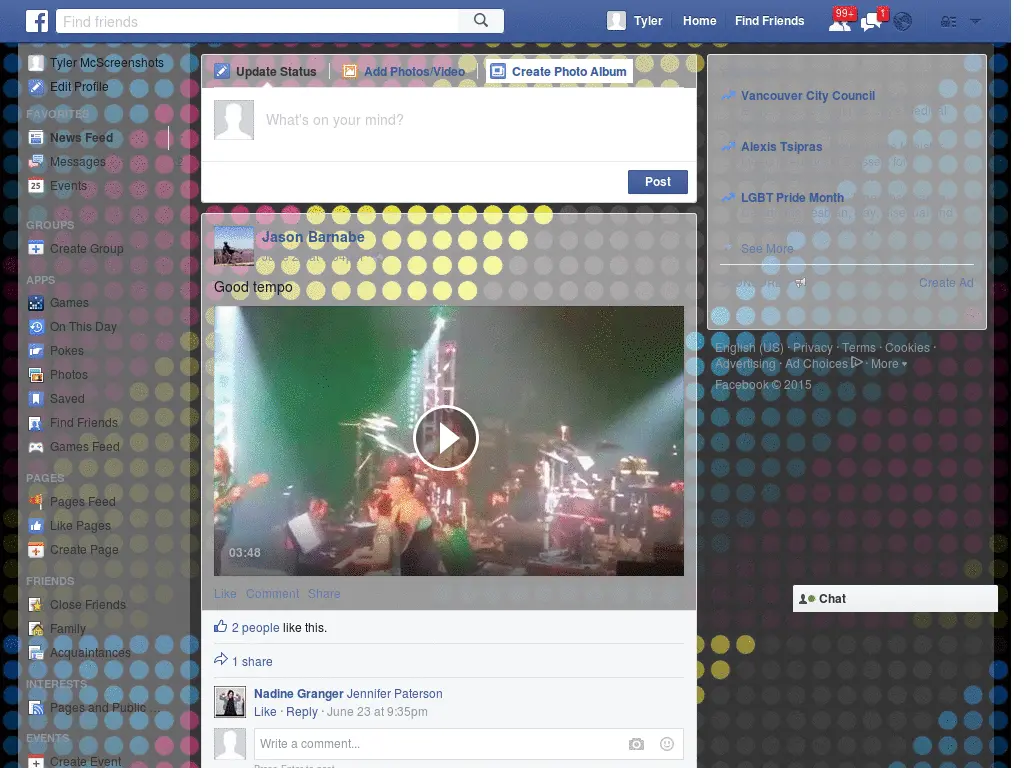 Find friends
Tyler Home Find Friends
99+ 1
Tyler McScreenshots
Edit Profile
FAVORITES
News Feed
Messages
25 Events
GROUPS
Create Group
APPS
Games
On This Day
Pokes
Photos
Saved
Find Friends
Games Feed
PAGES
Pages Feed
Like Pages
Create Page
FRIENDS
Close Friends
Family
Acquaintances
INTERESTS
Pages and Public ...
EVENTS
Create Event
Update Status Add Photos/Video Create Photo Album
What's on your mind?
Post
Jason Barnabe
Good tempo
03:48
Like Comment Share
2 people like this.
1 share
Nadine Granger Jennifer Paterson
Like · Reply · June 23 at 9:35pm
Write a comment...
Press Enter to post.
Vancouver City Council
Alexis Tsipras
LGBT Pride Month
See More
Create Ad
English (US) · Privacy · Terms · Cookies ·
Advertising · Ad Choices · More
Facebook © 2015
Chat